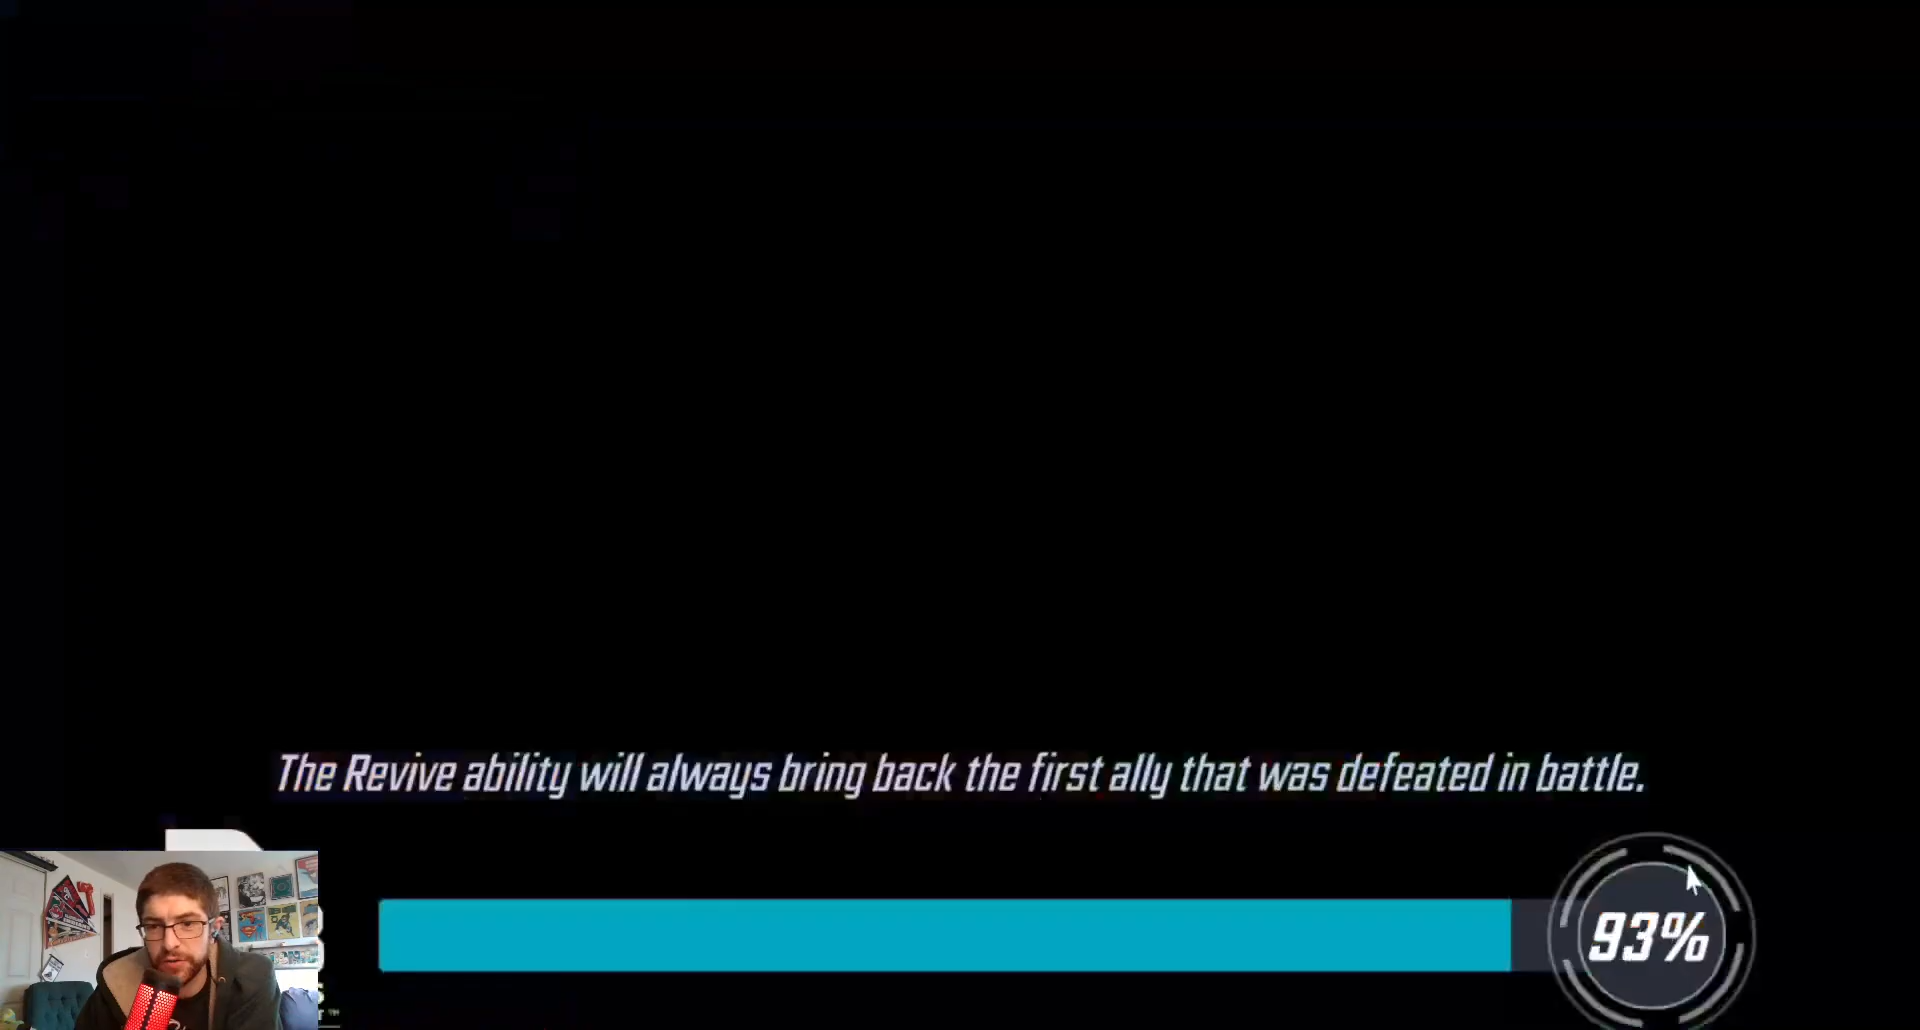 The Revive ability will always bring back the first ally that was defeated in battle.
93%